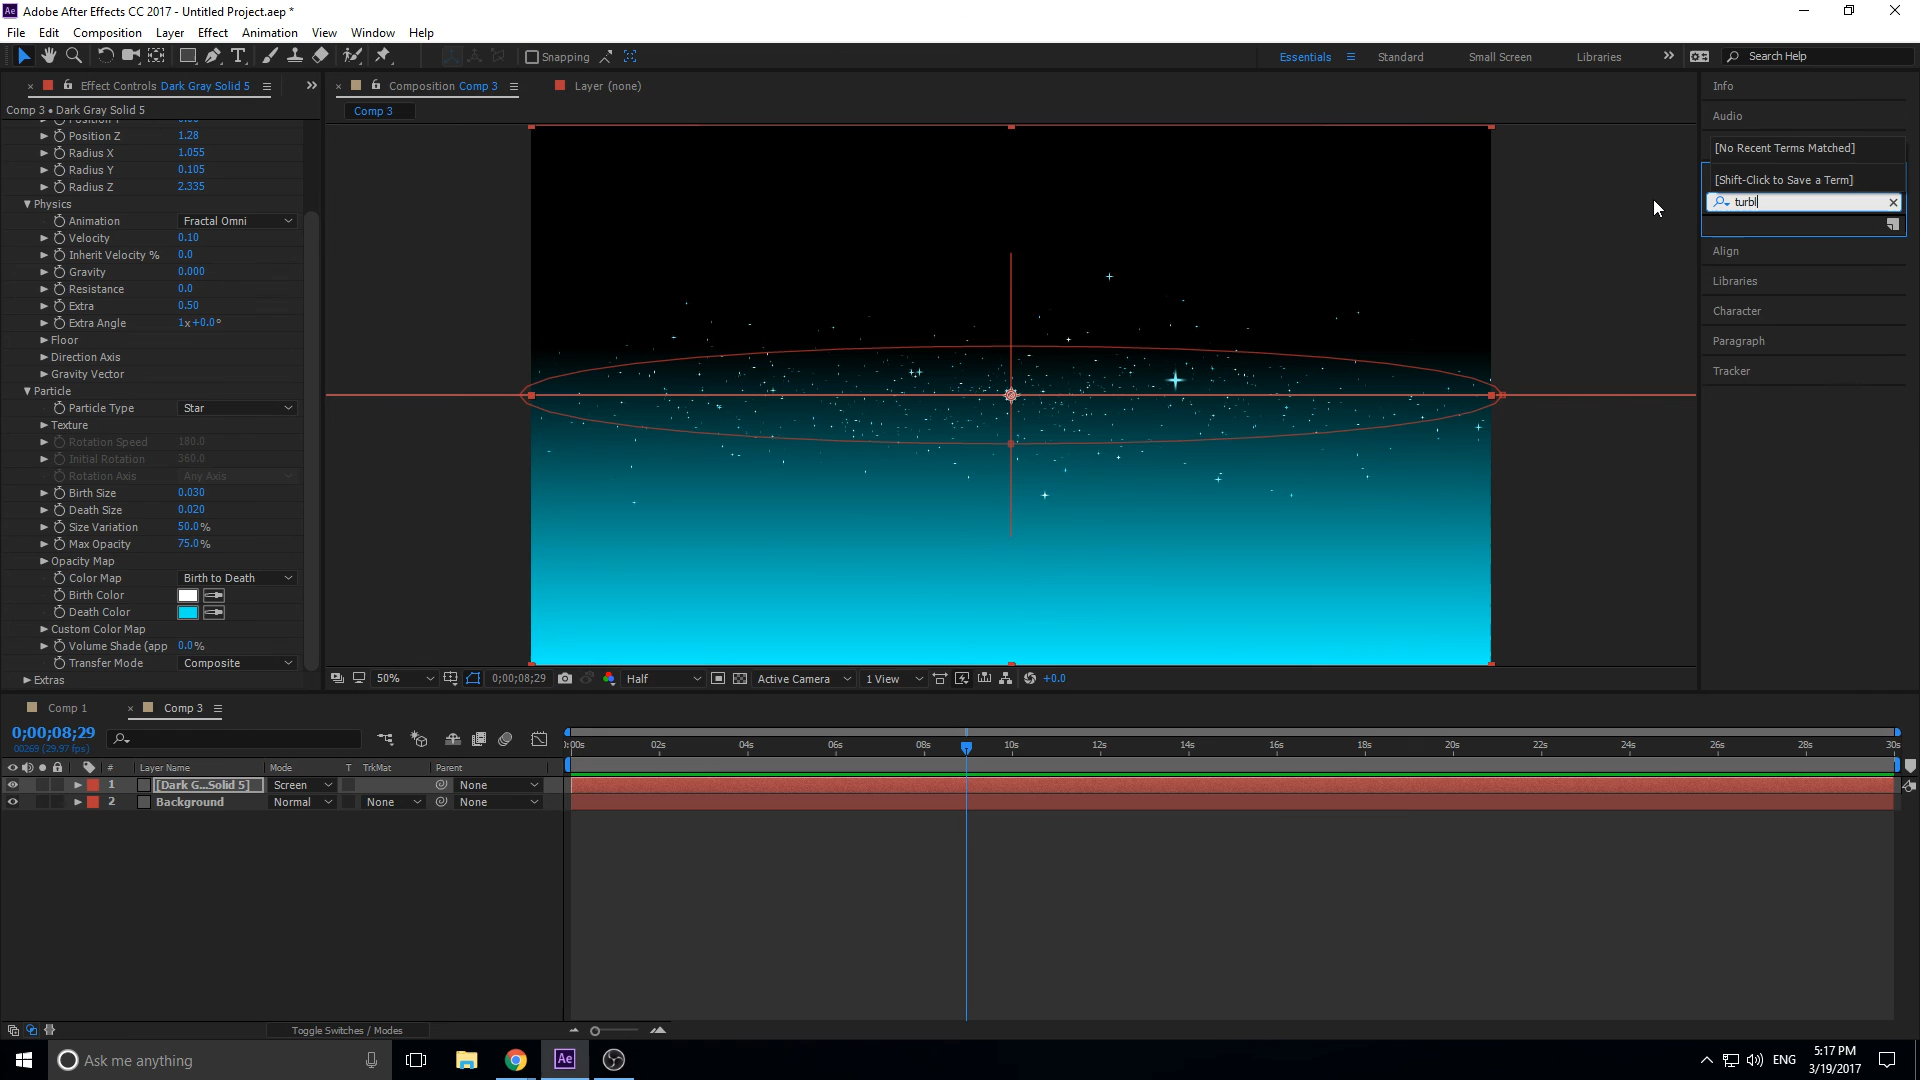 Ae Adobe After Effects CC 2017 - Untitled Project.aep *
File Edit Composition Layer Effect Animation View Window Help
Snapping
Essentials Standard Small Screen Libraries Search Help
Effect Controls Dark Gray Solid 5
Composition Comp 3
Layer (none)
Comp 3 • Dark Gray Solid 5
Comp 3
Position Z 1.28
Radius X 1.055
Radius Y 0.105
Radius Z 2.335
Physics
Animation Fractal Omni
Velocity 0.10
Inherit Velocity % 0.0
Gravity 0.000
Resistance 0.0
Extra 0.50
Extra Angle 1x+0.0°
Floor
Direction Axis
Gravity Vector
Particle
Particle Type Star
Texture
Rotation Speed 180.0
Initial Rotation 360.0
Rotation Axis Any Axis
Birth Size 0.030
Death Size 0.020
Size Variation 50.0%
Max Opacity 75.0%
Opacity Map
Color Map Birth to Death
Birth Color
Death Color
Custom Color Map
Volume Shade (app 0.0%
Transfer Mode Composite
Extras
Info
Audio
[No Recent Terms Matched]
[Shift-Click to Save a Term]
turbl
Align
Libraries
Character
Paragraph
Tracker
50% 0;00;08;29 Half Active Camera 1 View +0.0
Comp 1 Comp 3
0;00;08;29
00269 (29.97 fps)
:00s 02s 04s 06s 08s 10s 12s 14s 16s 18s 20s 22s 24s 26s 28s 30s
# Layer Name Mode T TrkMat Parent
1 [Dark G...Solid 5] Screen None
2 Background Normal None None
Toggle Switches / Modes
Ask me anything
Ae
ENG
5:17 PM
3/19/2017